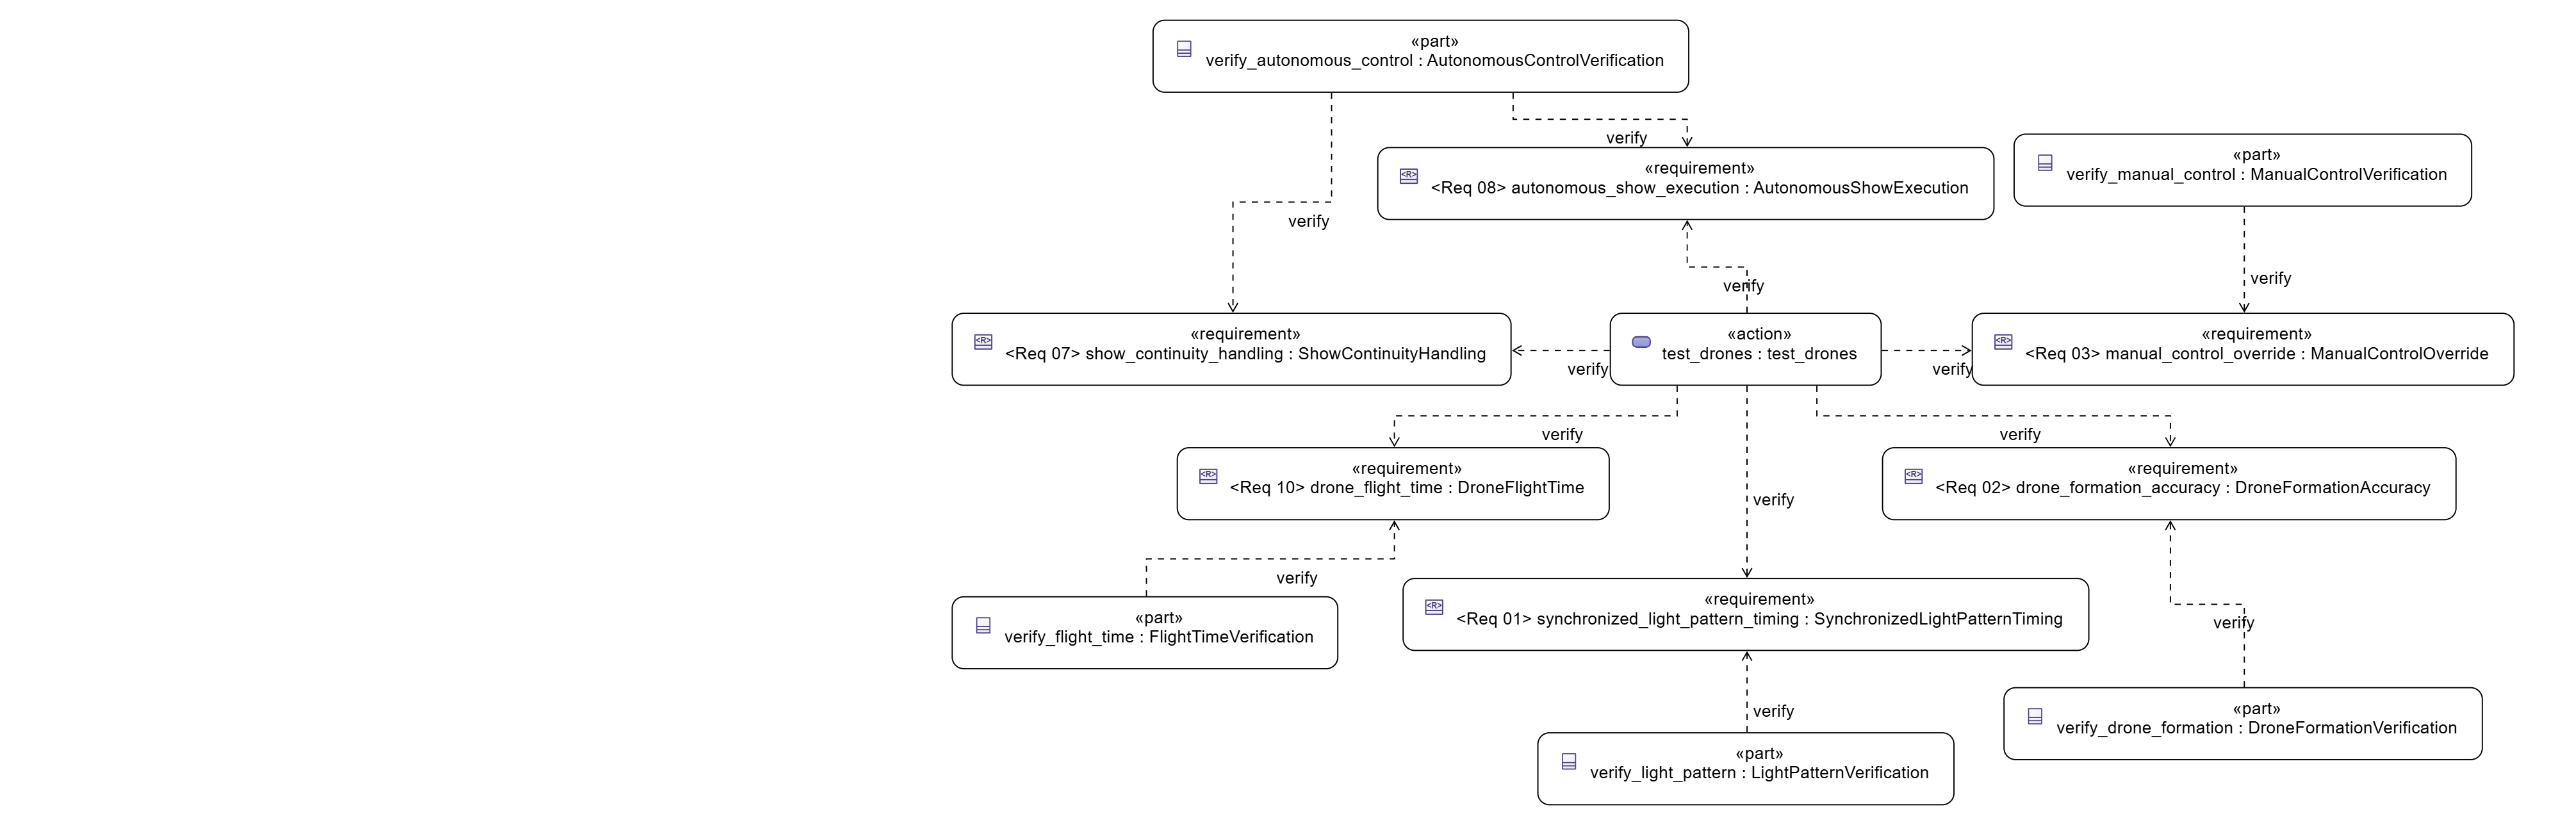 «part»
verify_autonomous_control : AutonomousControlVerification
verify
«requirement»
<Req 08> autonomous_show_execution : AutonomousShowExecution
«part»
verify_manual_control : ManualControlVerification
verify
verify
verify
«requirement»
<Req 07> show_continuity_handling : ShowContinuityHandling
verify
«action»
test_drones : test_drones
verify
«requirement»
<Req 03> manual_control_override : ManualControlOverride
verify
verify
«requirement»
<Req 10> drone_flight_time : DroneFlightTime
verify
«requirement»
<Req 02> drone_formation_accuracy : DroneFormationAccuracy
verify
«part»
verify_flight_time : FlightTimeVerification
«requirement»
<Req 01> synchronized_light_pattern_timing : SynchronizedLightPatternTiming
verify
verify
«part»
verify_drone_formation : DroneFormationVerification
«part»
verify_light_pattern : LightPatternVerification